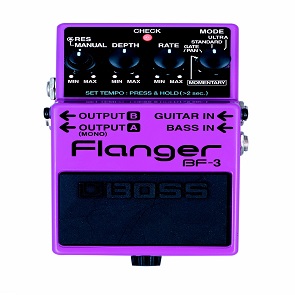 CHECK
MODE
RES
MANUAL DEPTH RATE
ULTRA
STANDARD
GATE/
PAN
MOMENTARY
MIN MAX MIN MAX MIN MAX
SET TEMPO : PRESS & HOLD (>2 sec.)
OUTPUT B GUITAR IN
OUTPUT A BASS IN
(MONO)
Flanger
BF-3
BOSS